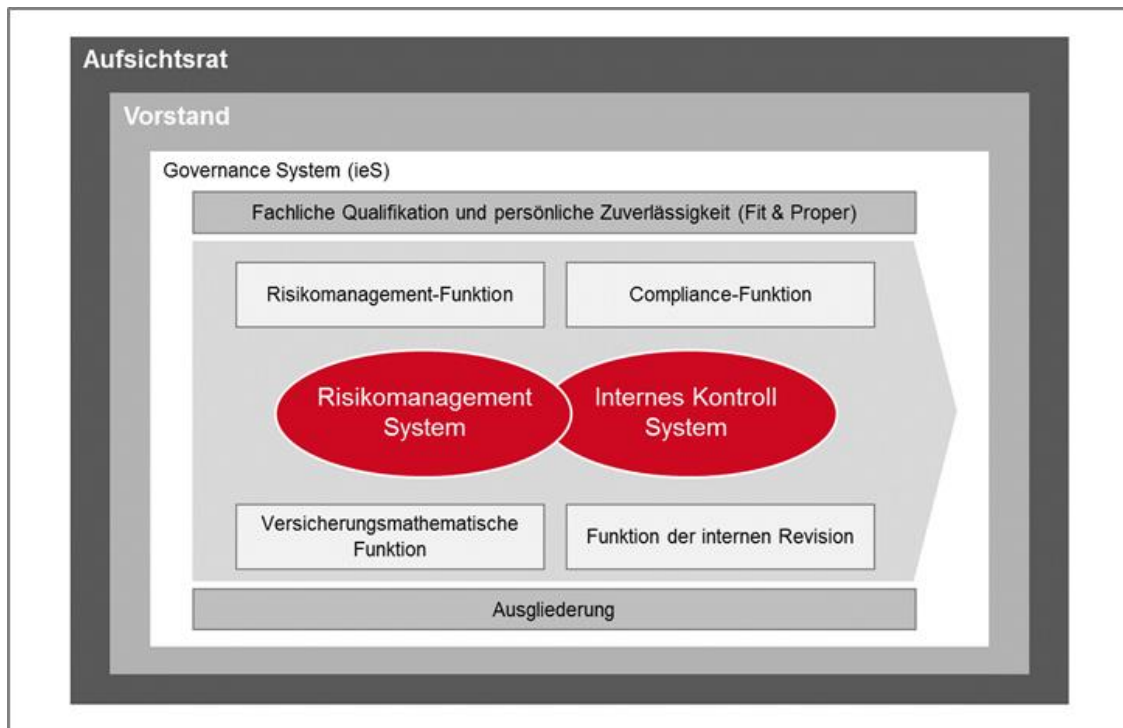 Aufsichtsrat
Vorstand
Governance System (ieS)
Fachliche Qualifikation und persönliche Zuverlässigkeit (Fit & Proper)
Risikomanagement-Funktion
Compliance-Funktion
Risikomanagement
System
Internes Kontroll
System
Versicherungsmathematische
Funktion
Funktion der internen Revision
Ausgliederung